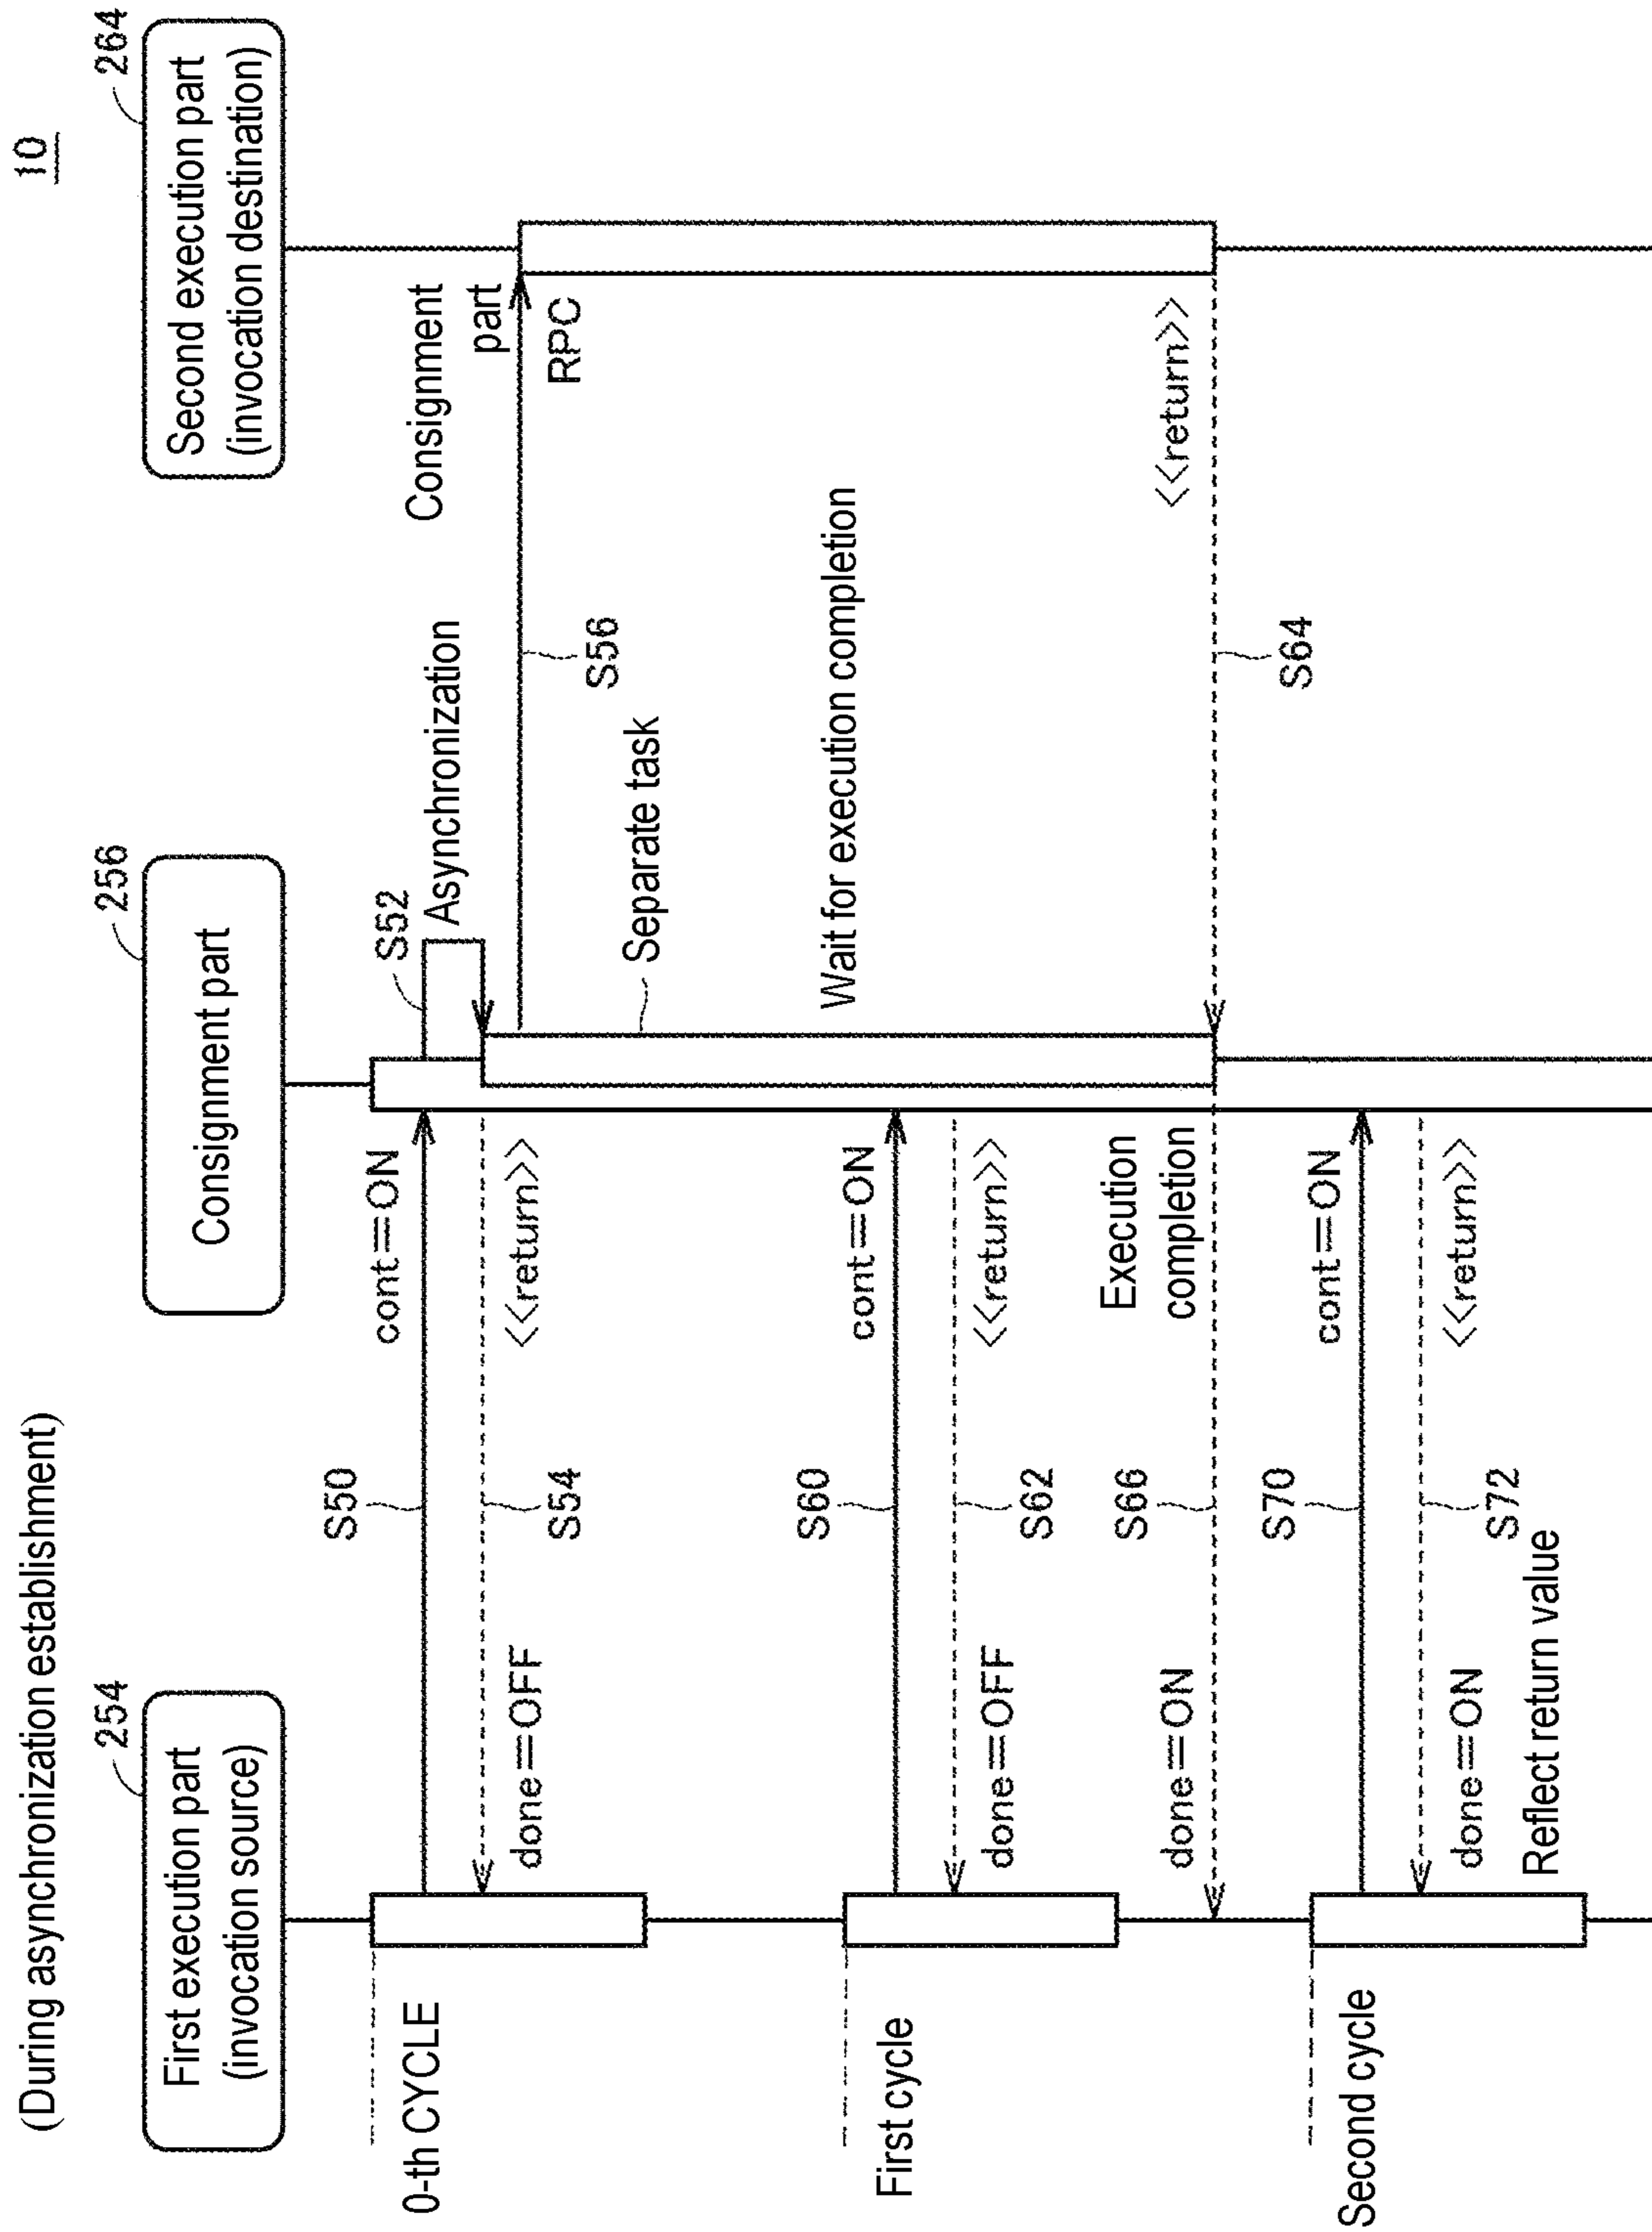 (During asynchronization establishment)
10
254
First execution part
(invocation source)
256
Consignment part
264
Second execution part
(invocation destination)
0-th CYCLE
S50
cont=ON
S52
Asynchronization
Consignment
part
RPC
S54
<<return>>
done=OFF
S56
Separate task
Wait for execution completion
First cycle
S60
cont=ON
S62
<<return>>
done=OFF
Execution
completion
S66
done=ON
<<return>>
S64
Second cycle
S70
cont=ON
S72
<<return>>
done=ON
Reflect return value